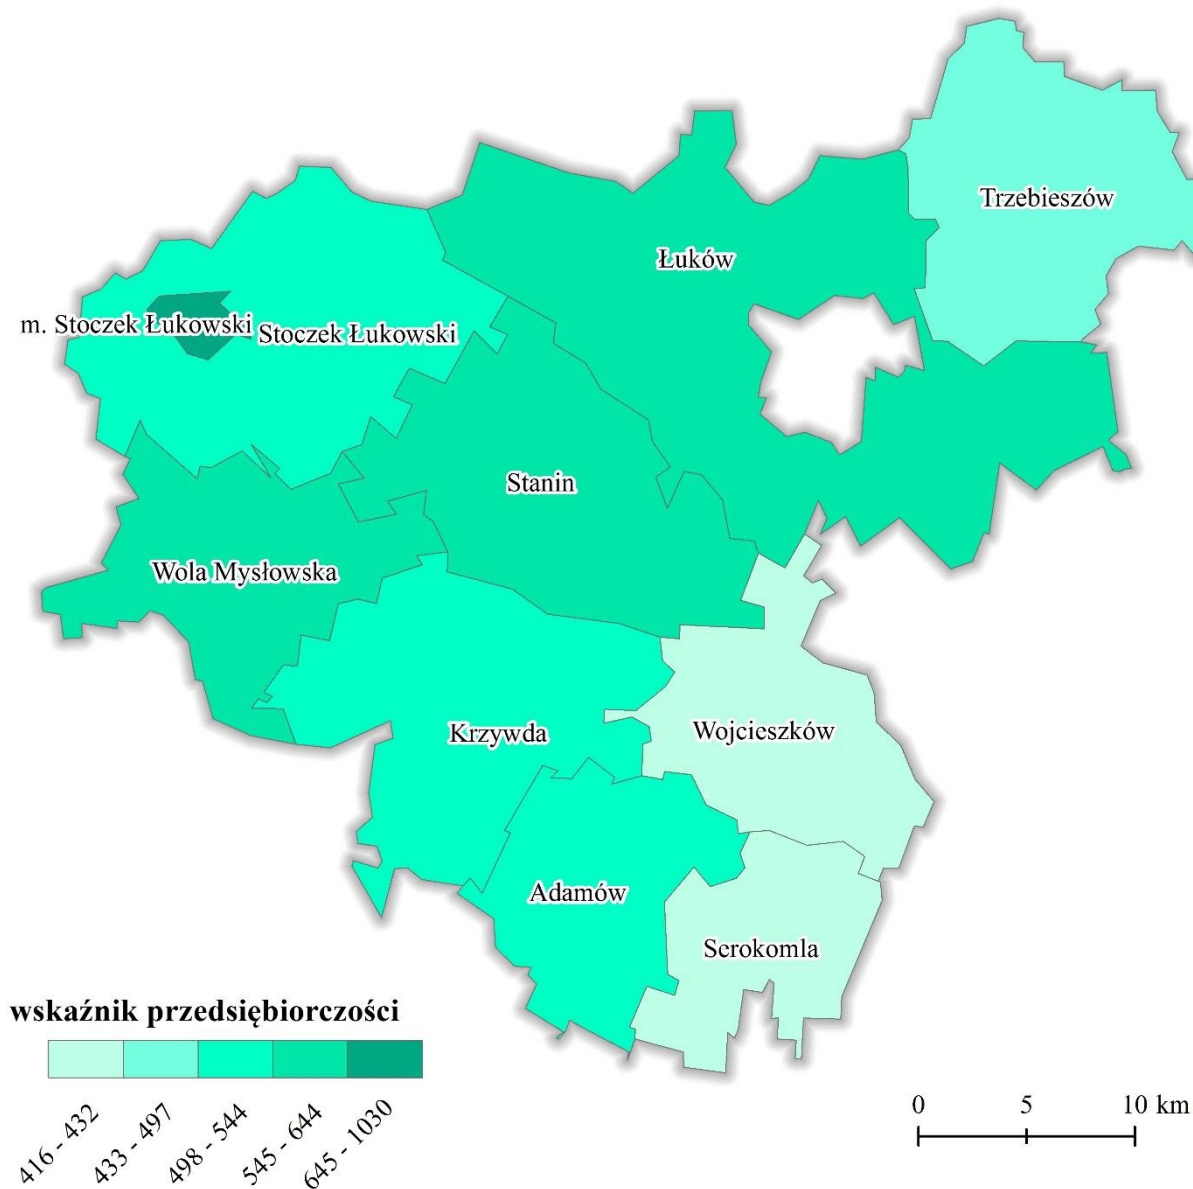 Trzebieszów
Łuków
m. Stoczek Łukowski
Stoczek Łukowski
Stanin
Wola Mysłowska
Wojcieszków
Krzywda
Adamów
Serokomla
wskaźnik przedsiębiorczości
416 - 432
433 - 497
498 - 544
545 - 644
645 - 1030
0 5 10 km